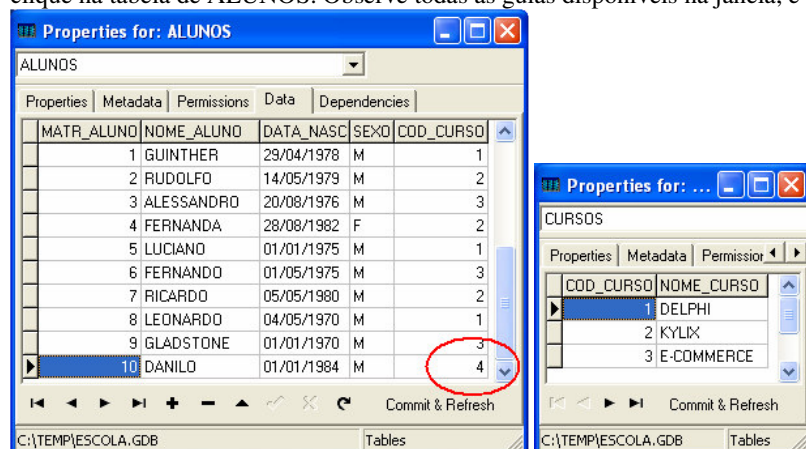 clique na tabela de ALUNOS. Observe todas as guias disponíveis na janela, e
Properties for: ALUNOS
ALUNOS
Properties Metadata Permissions Data Dependencies
MATR_ALUNO NOME_ALUNO DATA_NASC SEXO COD_CURSO
1 GUINTHER 29/04/1978 M 1
2 RUDOLFO 14/05/1979 M 2
3 ALESSANDRO 20/08/1976 M 3
4 FERNANDA 28/08/1982 F 2
5 LUCIANO 01/01/1975 M 1
6 FERNANDO 01/05/1975 M 3
7 RICARDO 05/05/1980 M 2
8 LEONARDO 04/05/1970 M 1
9 GLADSTONE 01/01/1970 M 3
10 DANILO 01/01/1984 M 4
Commit & Refresh
C:\TEMP\ESCOLA.GDB Tables
Properties for: ...
CURSOS
Properties Metadata Permission
COD_CURSO NOME_CURSO
1 DELPHI
2 KYLIX
3 E-COMMERCE
Commit & Refresh
C:\TEMP\ESCOLA.GDB Tables